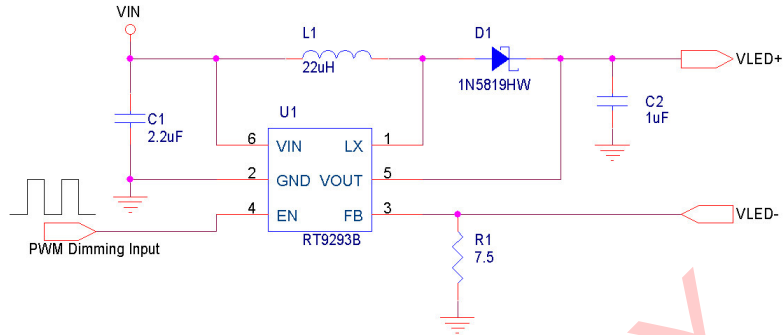 VIN
L1
22uH
D1
1N5819HW
VLED+
C1
2.2uF
C2
1uF
U1
6 VIN LX 1
2 GND VOUT 5
4 EN FB 3
RT9293B
VLED-
PWM Dimming Input
R1
7.5